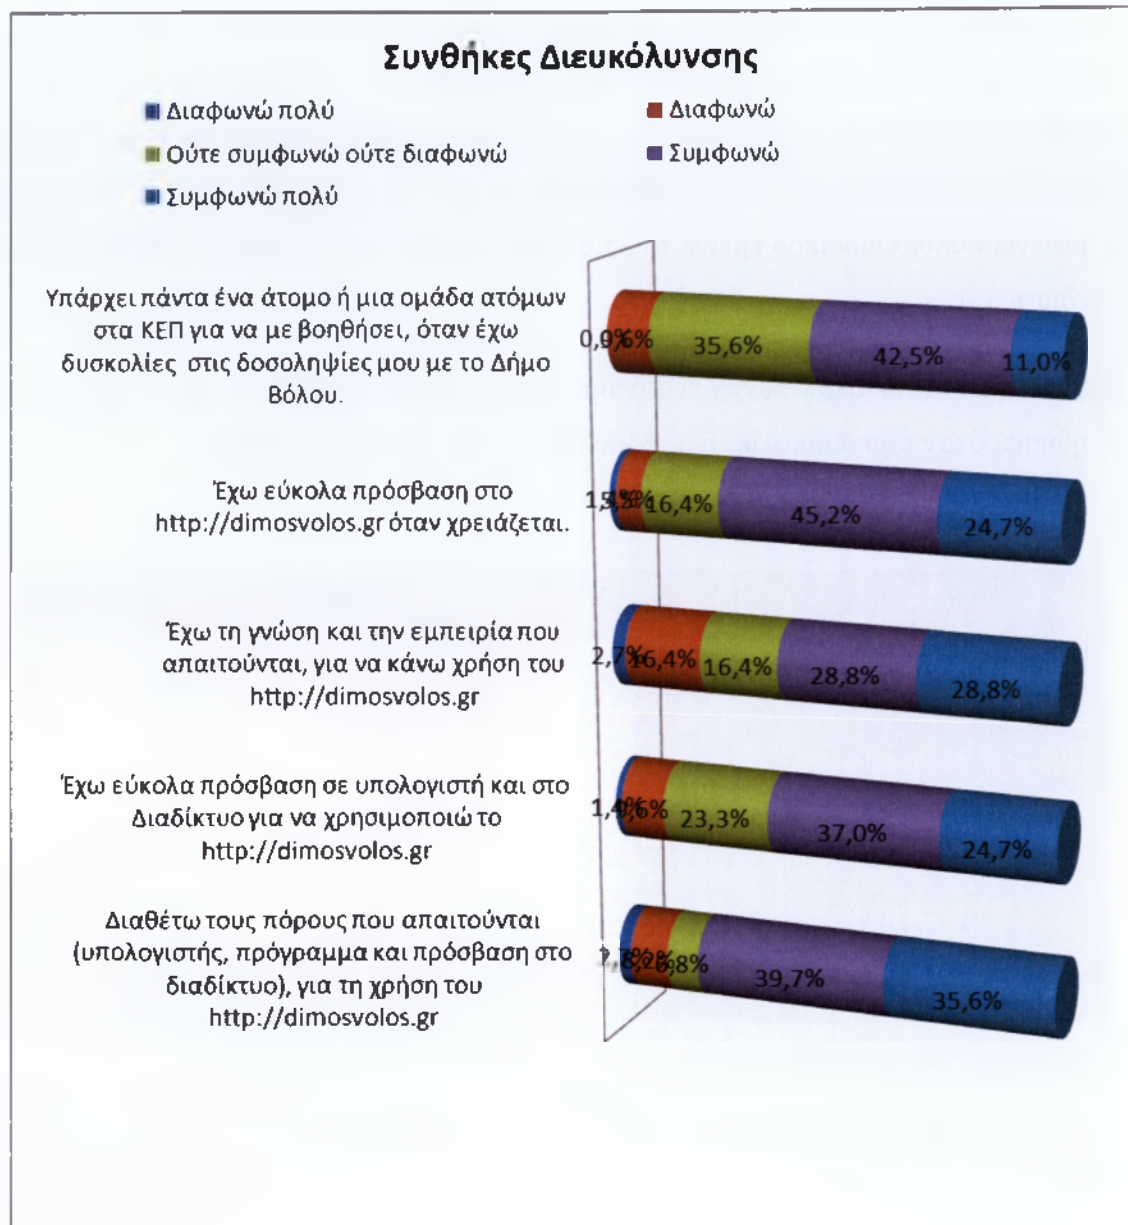 Συνθήκες Διευκόλυνσης
Διαφωνώ πολύ
Διαφωνώ
Ούτε συμφωνώ ούτε διαφωνώ
Συμφωνώ
Συμφωνώ πολύ
Υπάρχει πάντα ένα άτομο ή μια ομάδα ατόμων
στα ΚΕΠ για να με βοηθήσει, όταν έχω
δυσκολίες στις δοσοληψίες μου με το Δήμο
Βόλου.
35,6%
42,5%
11,0%
Έχω εύκολα πρόσβαση στο
http://dimosvolos.gr όταν χρειάζεται.
16,4%
45,2%
24,7%
Έχω τη γνώση και την εμπειρία που
απαιτούνται, για να κάνω χρήση του
http://dimosvolos.gr
2,7%
16,4%
16,4%
28,8%
28,8%
Έχω εύκολα πρόσβαση σε υπολογιστή και στο
Διαδίκτυο για να χρησιμοποιώ το
http://dimosvolos.gr
1,4%
9,6%
23,3%
37,0%
24,7%
Διαθέτω τους πόρους που απαιτούνται
(υπολογιστής, πρόγραμμα και πρόσβαση στο
διαδίκτυο), για τη χρήση του
http://dimosvolos.gr
6,8%
39,7%
35,6%